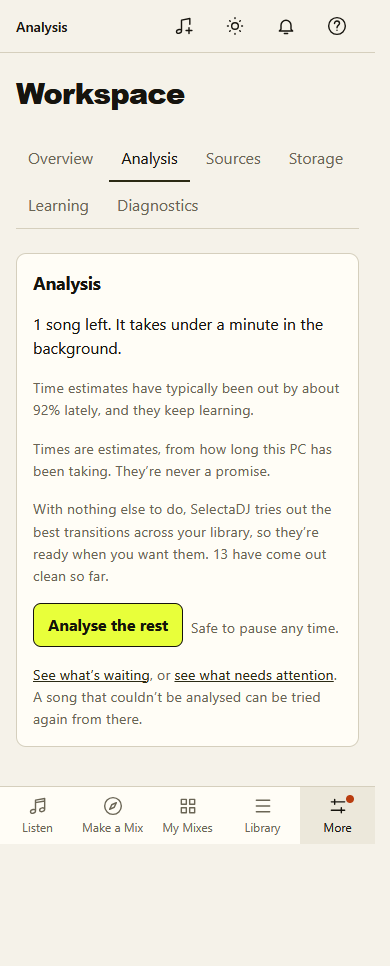 Analysis
Workspace
Overview Analysis Sources Storage
Learning Diagnostics
Analysis
1 song left. It takes under a minute in the
background.
Time estimates have typically been out by about
92% lately, and they keep learning.
Times are estimates, from how long this PC has
been taking. They’re never a promise.
With nothing else to do, SelectaDJ tries out the
best transitions across your library, so they’re
ready when you want them. 13 have come out
clean so far.
Analyse the rest Safe to pause any time.
See what’s waiting, or see what needs attention.
A song that couldn’t be analysed can be tried
again from there.
Listen Make a Mix My Mixes Library More